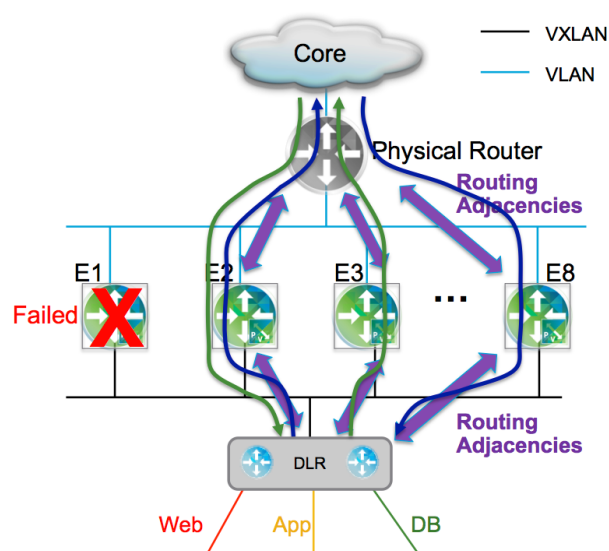 Core
VXLAN
VLAN
Physical Router
Routing
Adjacencies
E1
E2
E3
...
E8
Failed
X
Routing
Adjacencies
DLR
Web
App
DB